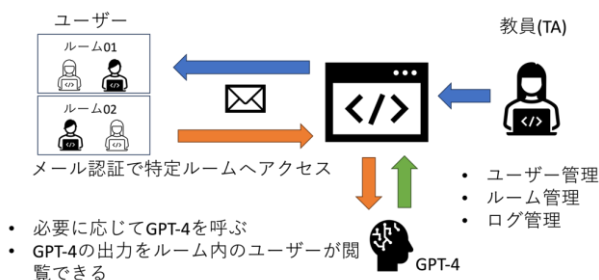 ユーザー
ルーム01
ルーム02
メール認証で特定ルームへアクセス
教員(TA)
• ユーザー管理
• ルーム管理
• ログ管理
• 必要に応じてGPT-4を呼ぶ
• GPT-4の出力をルーム内のユーザーが閲
覧できる
GPT-4